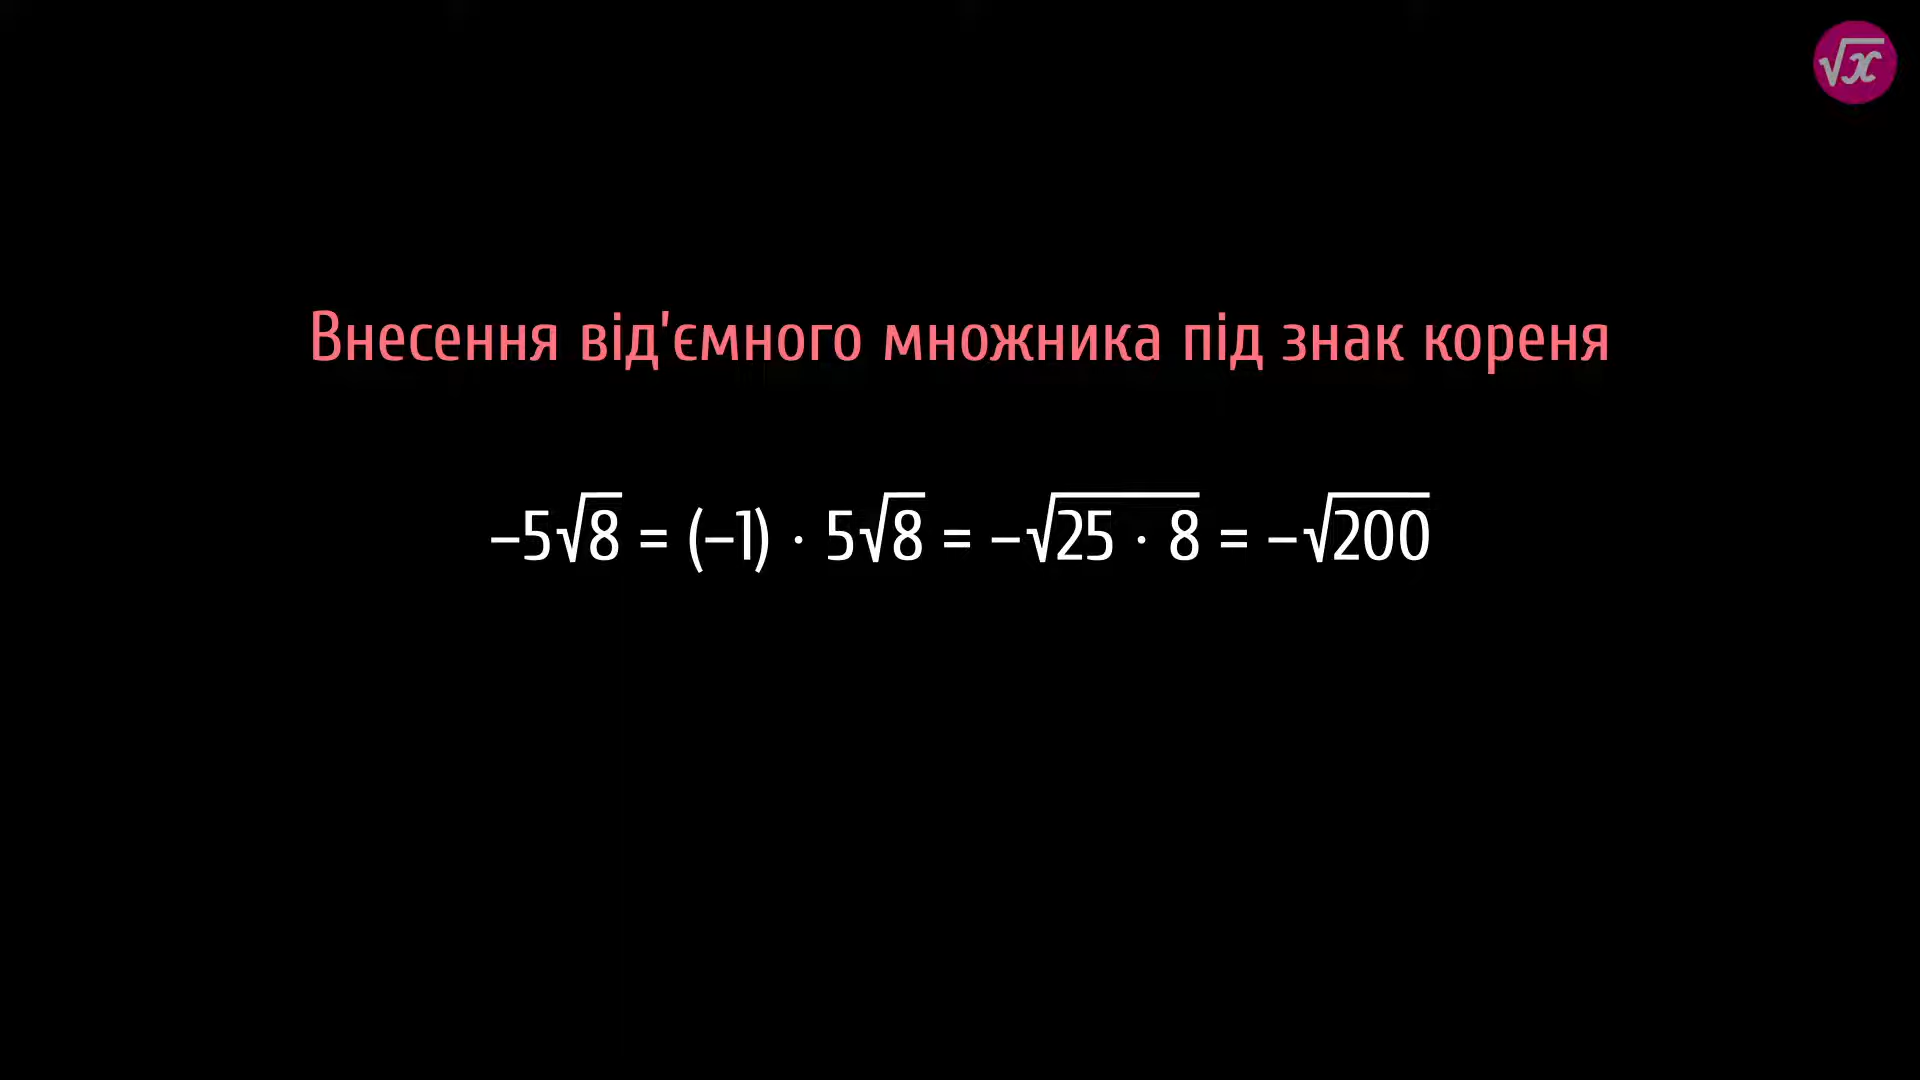 √x
Внесення від’ємного множника під знак кореня
–5√8 = (–1) · 5√8 = –√25 · 8 = –√200